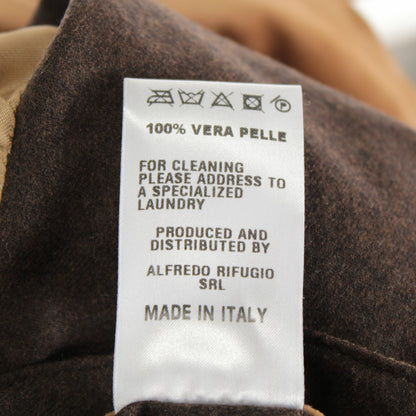 100% VERA PELLE
FOR CLEANING
PLEASE ADDRESS TO
A SPECIALIZED
LAUNDRY
PRODUCED AND
DISTRIBUTED BY
ALFREDO RIFUGIO
SRL
MADE IN ITALY